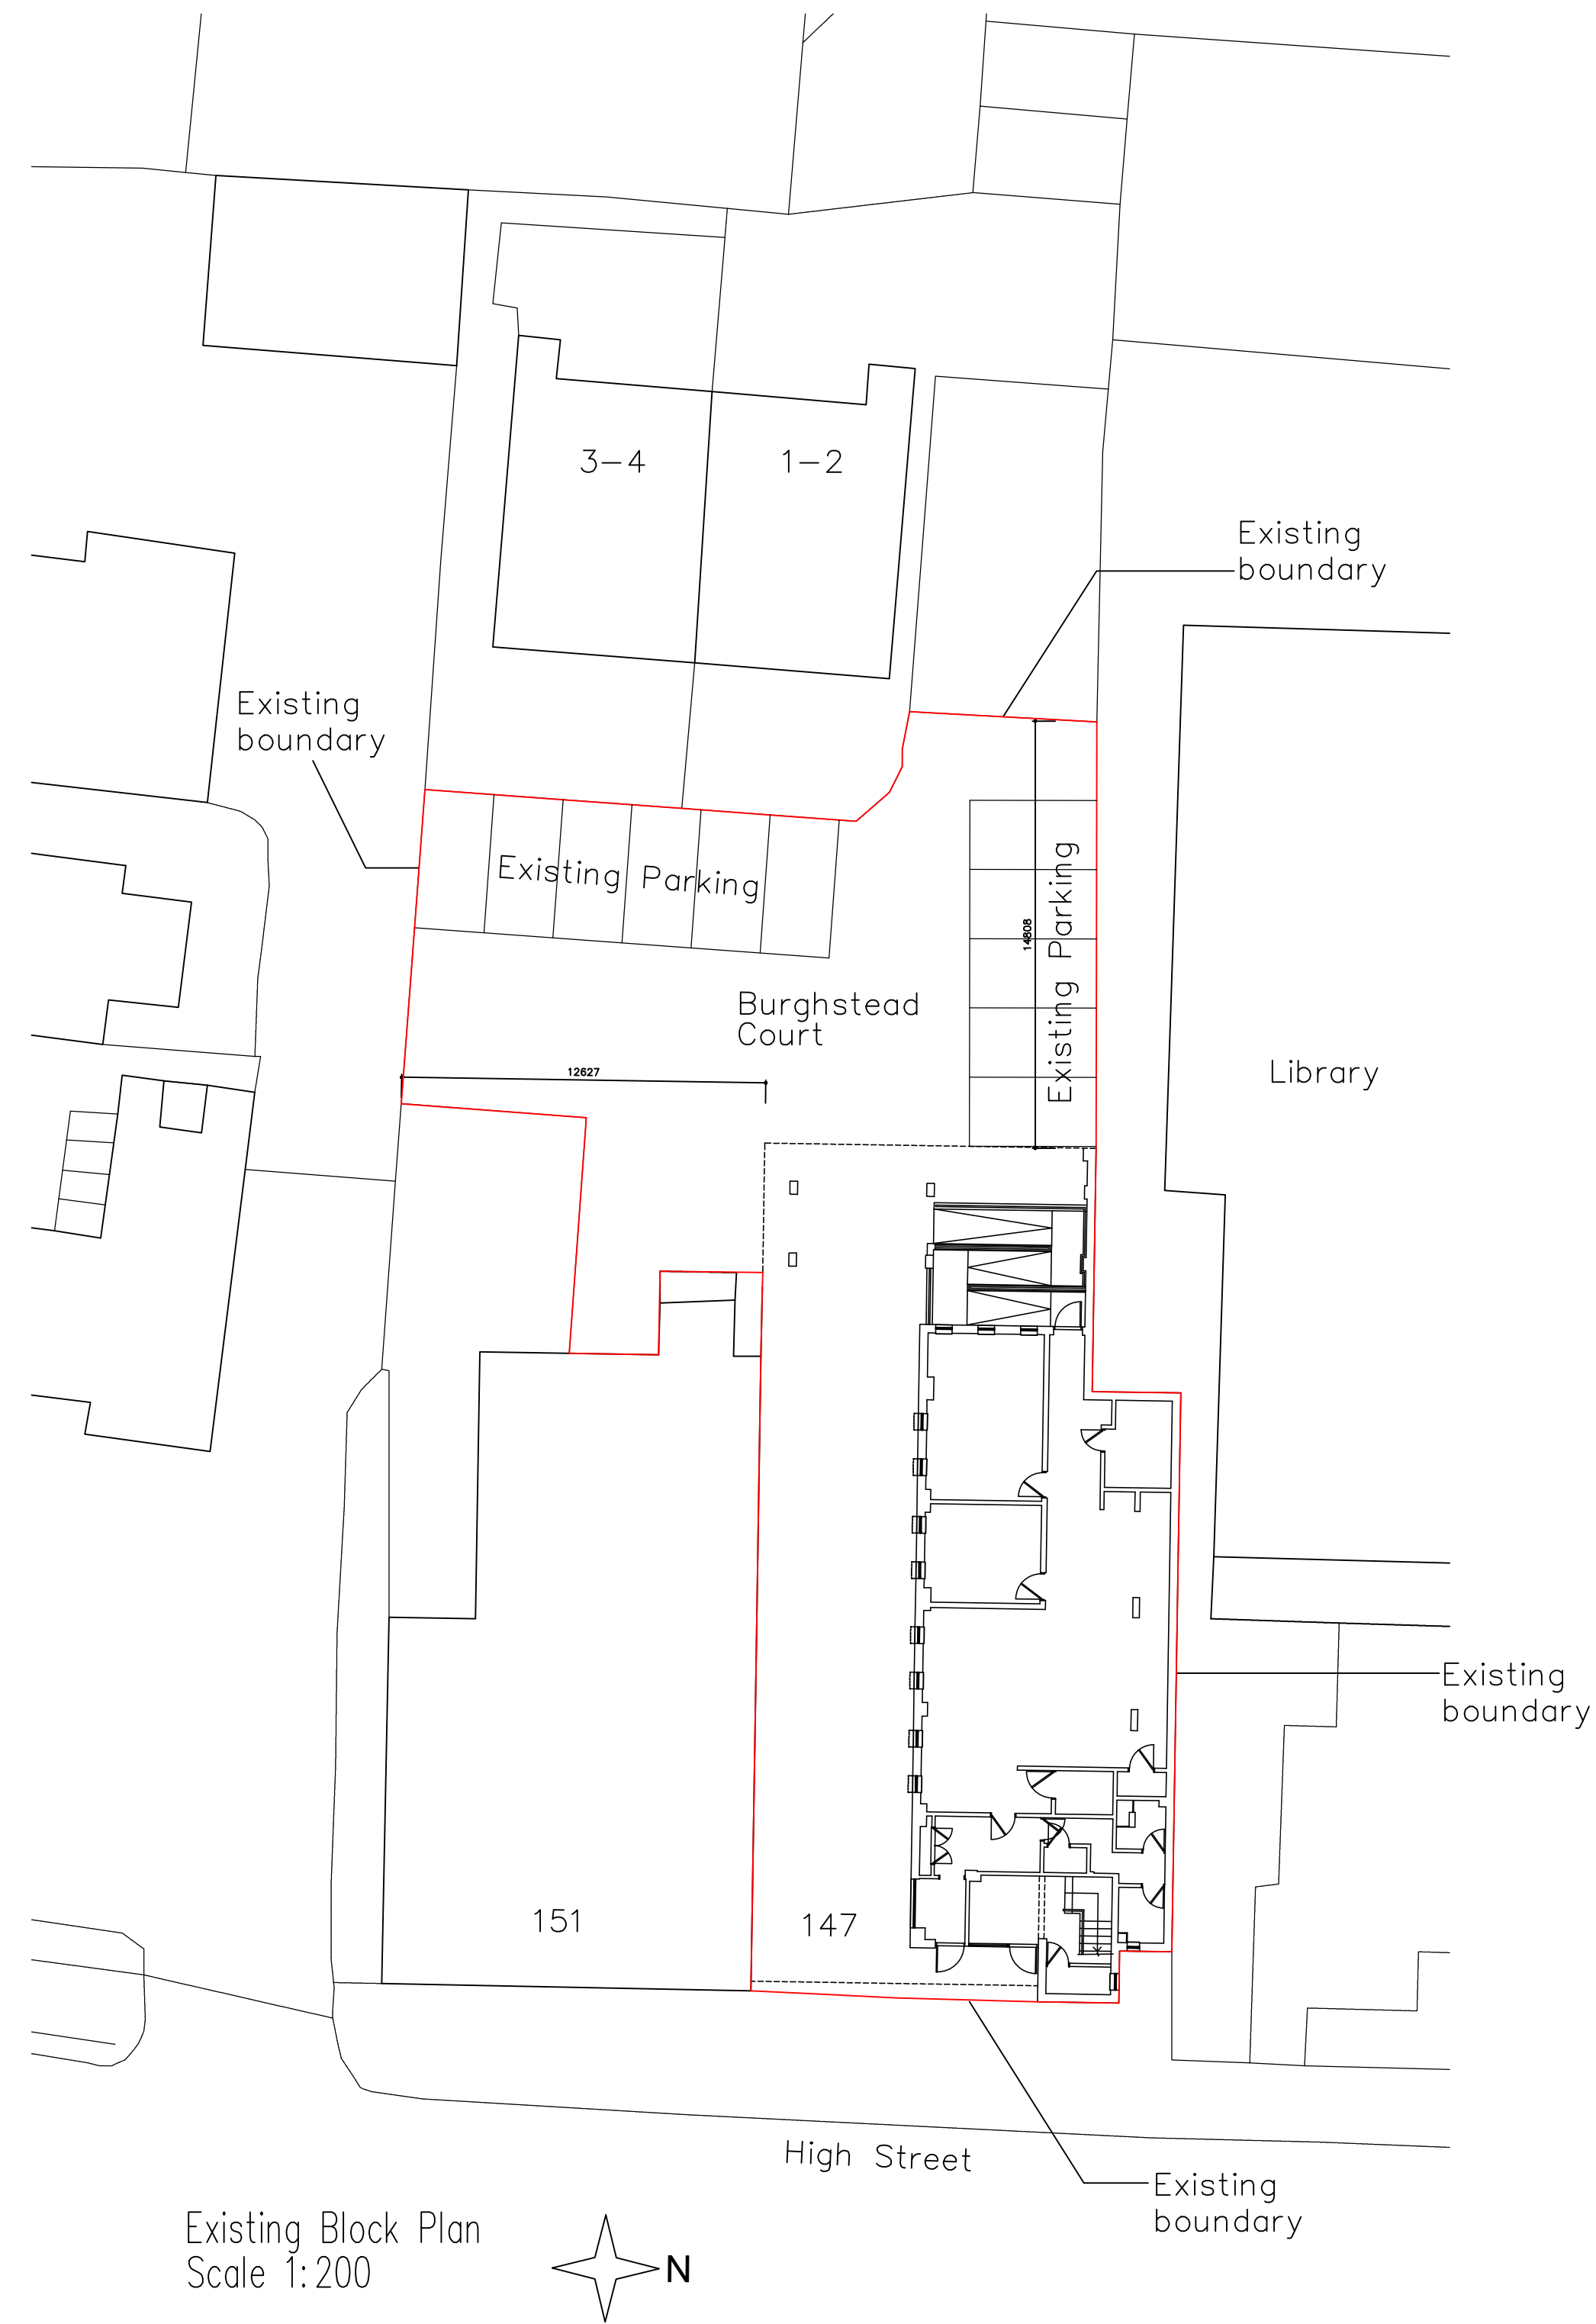 3-4
1-2
Existing
boundary
Existing
boundary
Existing Parking
14808
Existing Parking
Burghstead
Court
12627
Library
Existing
boundary
151
147
High Street
Existing
boundary
Existing Block Plan
Scale 1:200
N